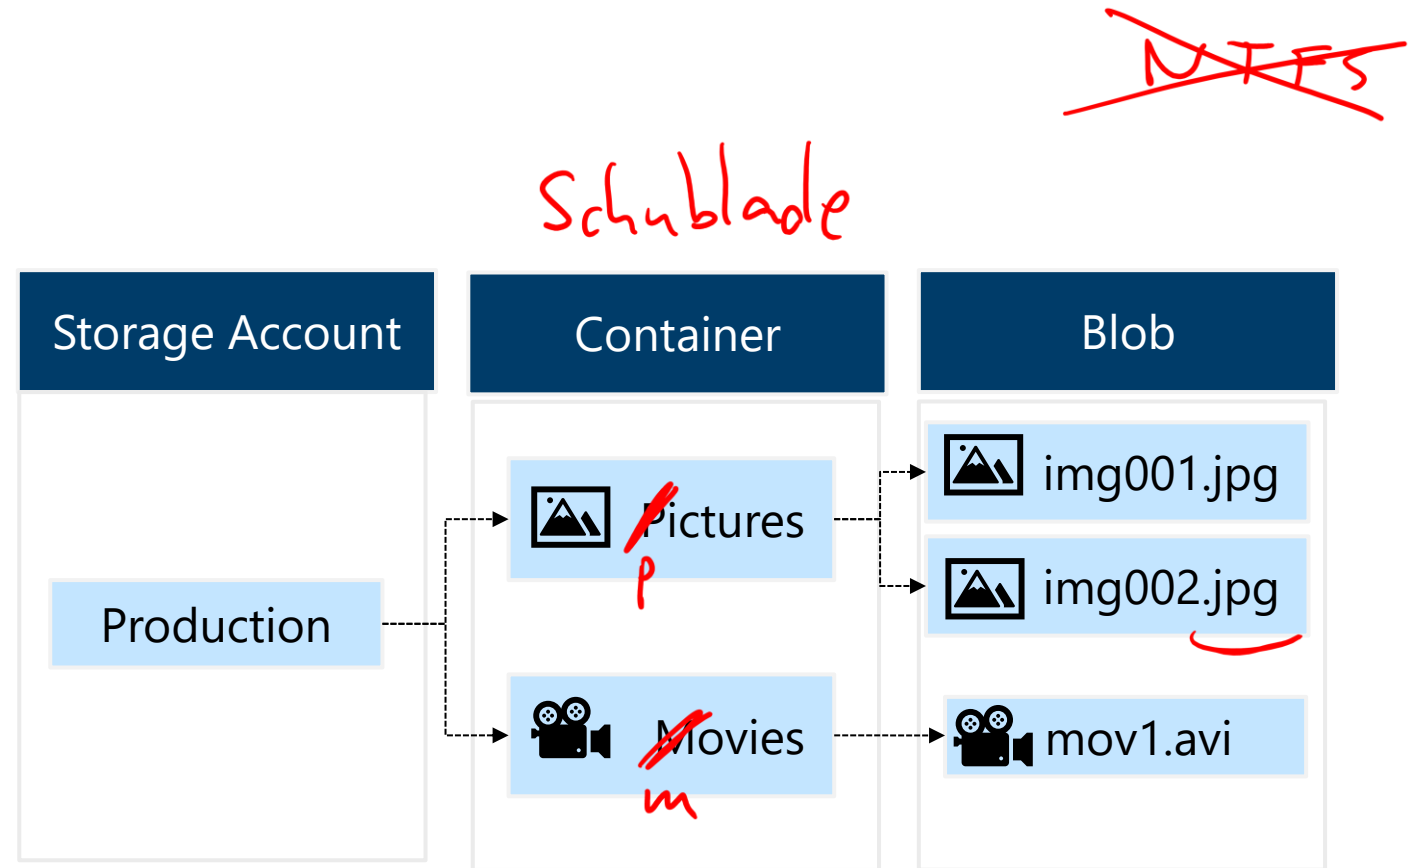 NTFS
Schublade
Storage Account
Container
Blob
Production
Pictures
p
Movies
m
img001.jpg
img002.jpg
mov1.avi